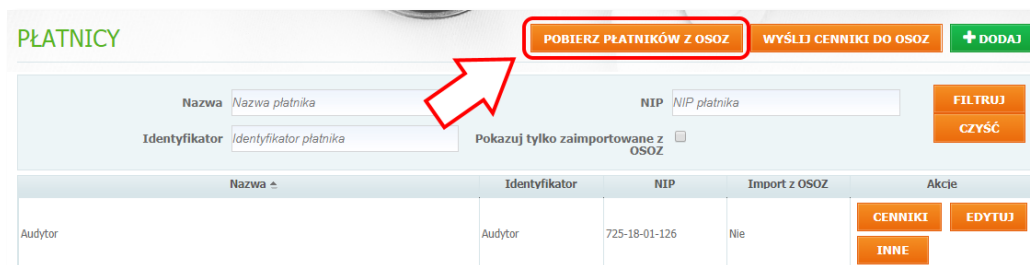 PŁATNICY
POBIERZ PŁATNIKÓW Z OSOZ
WYŚLIJ CENNIKI DO OSOZ
+ DODAJ
Nazwa Nazwa płatnika
NIP NIP płatnika
FILTRUJ
Identyfikator Identyfikator płatnika
Pokazuj tylko zaimportowane z
OSOZ
CZYŚĆ
Nazwa Identyfikator NIP Import z OSOZ Akcje
Audytor Audytor 725-18-01-126 Nie
CENNIKI EDYTUJ
INNE